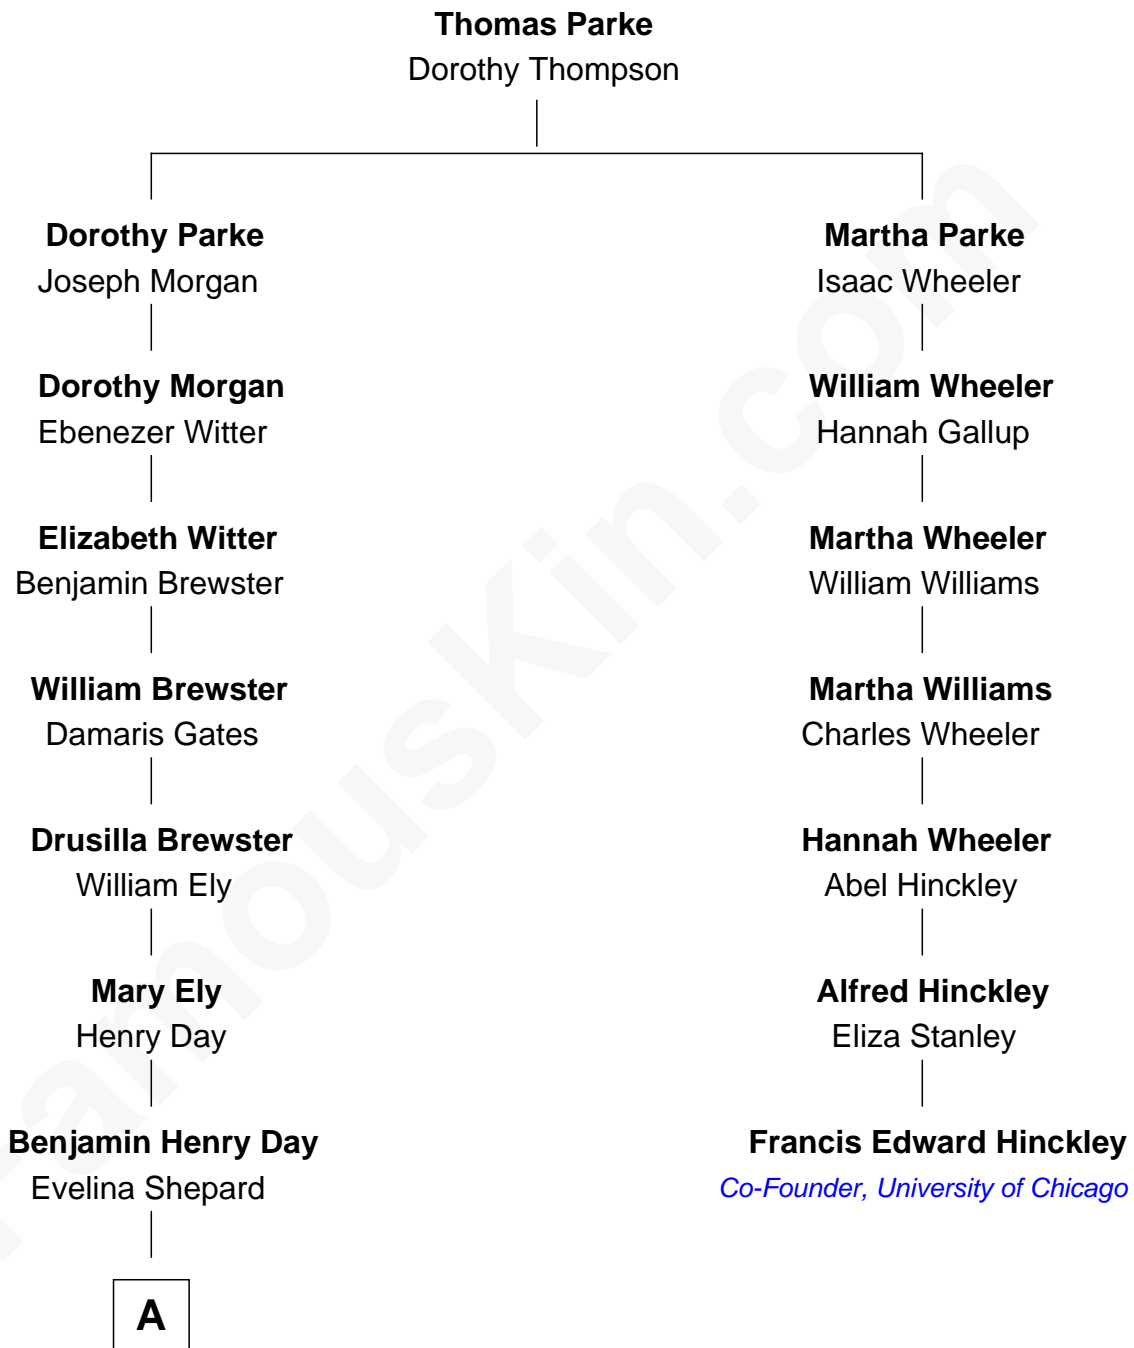 Thomas Parke
Dorothy Thompson
Dorothy Parke
Joseph Morgan
Martha Parke
Isaac Wheeler
Dorothy Morgan
Ebenezer Witter
William Wheeler
Hannah Gallup
Elizabeth Witter
Benjamin Brewster
Martha Wheeler
William Williams
William Brewster
Damaris Gates
Martha Williams
Charles Wheeler
Drusilla Brewster
William Ely
Hannah Wheeler
Abel Hinckley
Mary Ely
Henry Day
Alfred Hinckley
Eliza Stanley
Benjamin Henry Day
Evelina Shepard
Francis Edward Hinckley
Co-Founder, University of Chicago
A
FamousKin.com